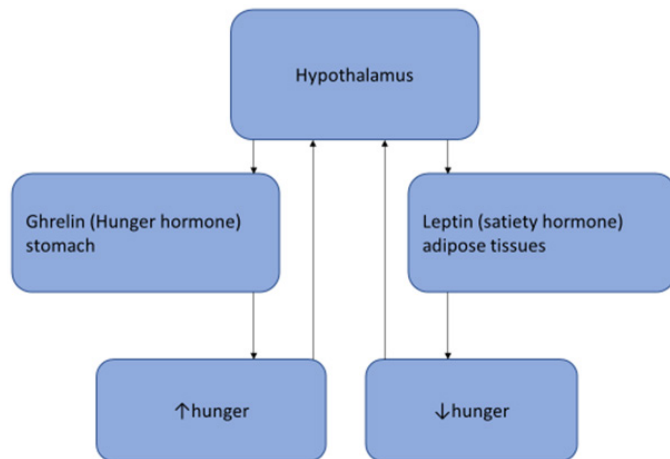 Hypothalamus
Ghrelin (Hunger hormone)
stomach
Leptin (satiety hormone)
adipose tissues
↑hunger
↓hunger